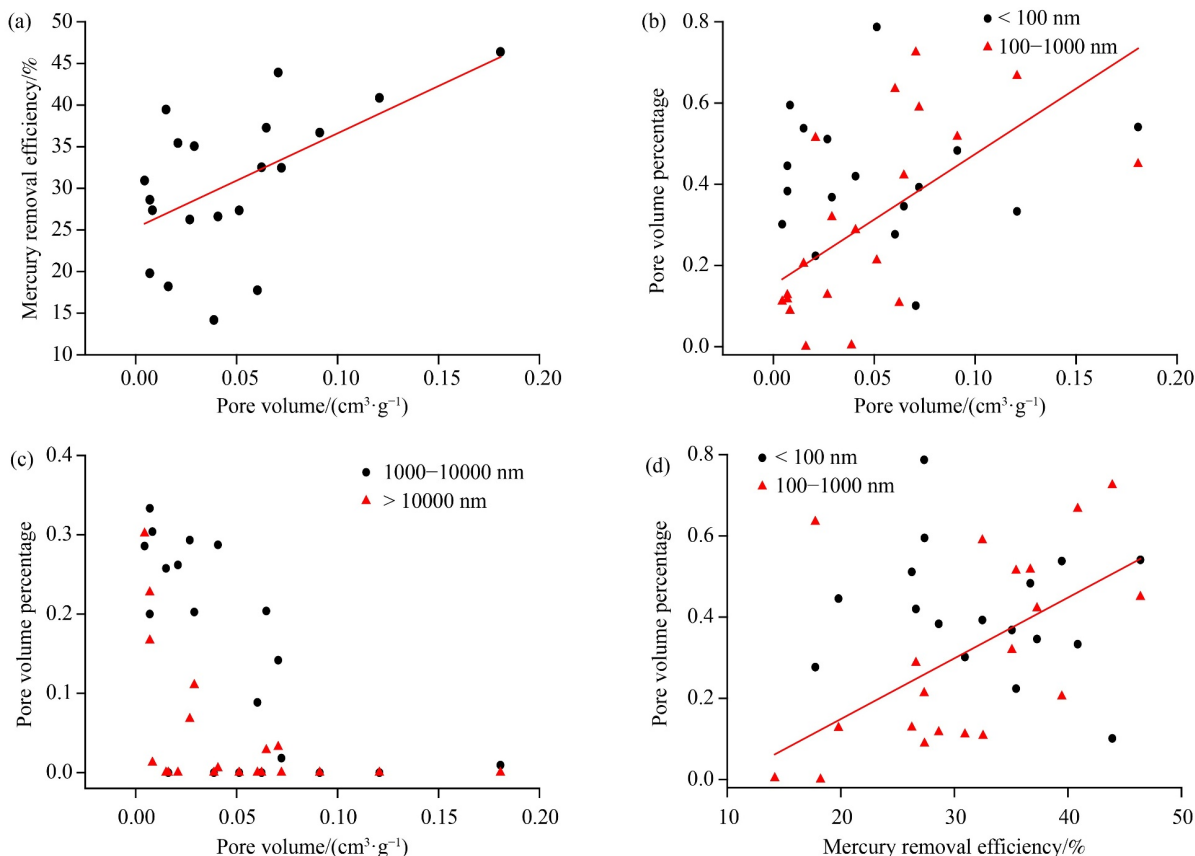 (a)
50
45
40
35
30
25
20
15
10
Mercury removal efficiency/%
0.00 0.05 0.10 0.15 0.20
Pore volume/(cm³·g⁻¹)
(b)
< 100 nm
100−1000 nm
0.8
0.6
0.4
0.2
0.0
Pore volume percentage
0.00 0.05 0.10 0.15 0.20
Pore volume/(cm³·g⁻¹)
(c)
1000−10000 nm
> 10000 nm
0.4
0.3
0.2
0.1
0.0
Pore volume percentage
0.00 0.05 0.10 0.15 0.20
Pore volume/(cm³·g⁻¹)
(d)
< 100 nm
100−1000 nm
0.8
0.6
0.4
0.2
0.0
Pore volume percentage
10 20 30 40 50
Mercury removal efficiency/%